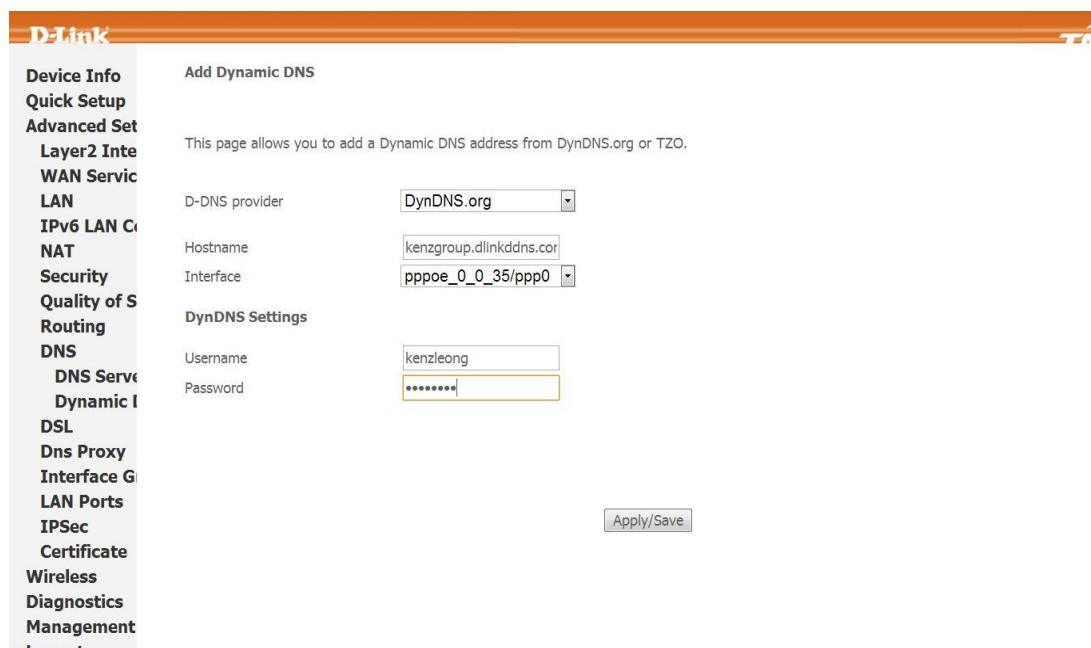 D-Link
Device Info
Quick Setup
Advanced Set
Layer2 Inte
WAN Servic
LAN
IPv6 LAN Co
NAT
Security
Quality of S
Routing
DNS
DNS Serve
Dynamic D
DSL
Dns Proxy
Interface Gr
LAN Ports
IPSec
Certificate
Wireless
Diagnostics
Management
Add Dynamic DNS
This page allows you to add a Dynamic DNS address from DynDNS.org or TZO.
D-DNS provider DynDNS.org
Hostname kenzgroup.dlinkddns.com
Interface pppoe_0_0_35/ppp0
DynDNS Settings
Username kenzleong
Password ••••••••
Apply/Save